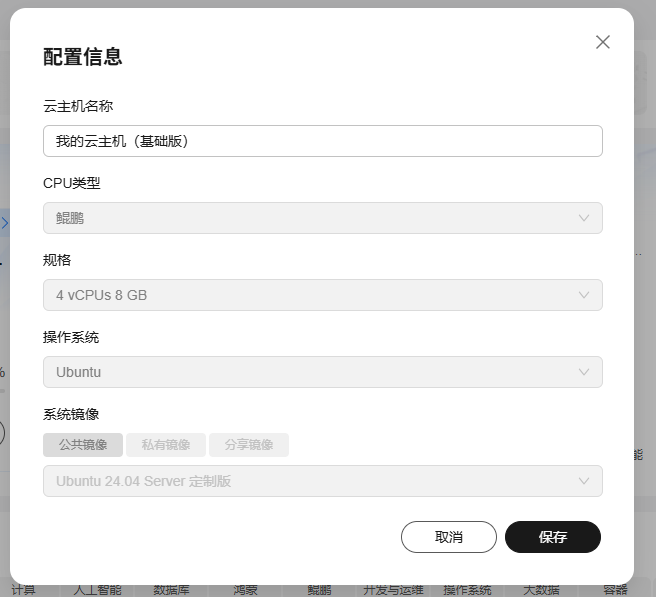 配置信息
云主机名称
我的云主机（基础版）
CPU类型
鲲鹏
规格
4 vCPUs 8 GB
操作系统
Ubuntu
系统镜像
公共镜像 私有镜像 分享镜像
Ubuntu 24.04 Server 定制版
取消 保存
%
能
计算 人工智能 数据库 鸿蒙 鲲鹏 开发与运维 操作系统 大数据 容器